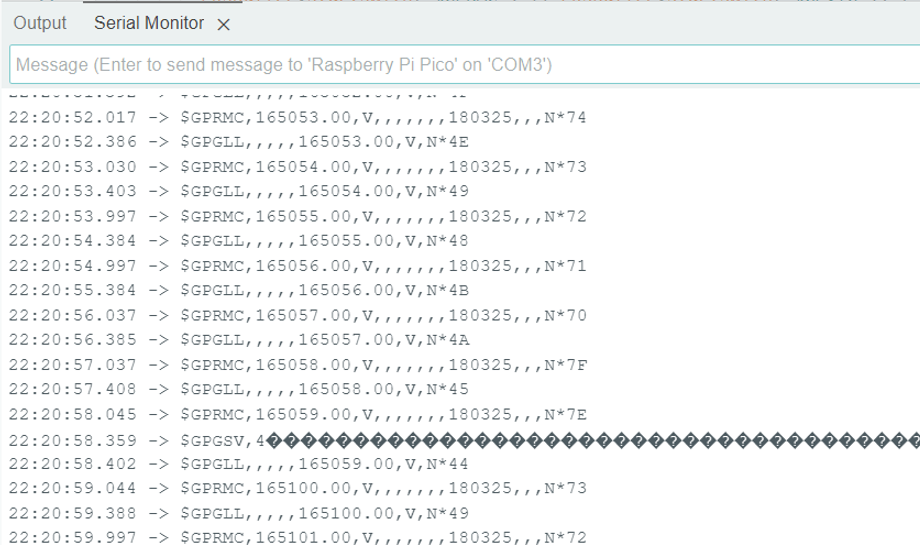 Output Serial Monitor
Message (Enter to send message to 'Raspberry Pi Pico' on 'COM3')
22:20:52.017 -> $GPRMC,165053.00,V,,,,,,,180325,,,N*74
22:20:52.386 -> $GPGLL,,,,,165053.00,V,N*4E
22:20:53.030 -> $GPRMC,165054.00,V,,,,,,,180325,,,N*73
22:20:53.403 -> $GPGLL,,,,,165054.00,V,N*49
22:20:53.997 -> $GPRMC,165055.00,V,,,,,,,180325,,,N*72
22:20:54.384 -> $GPGLL,,,,,165055.00,V,N*48
22:20:54.997 -> $GPRMC,165056.00,V,,,,,,,180325,,,N*71
22:20:55.384 -> $GPGLL,,,,,165056.00,V,N*4B
22:20:56.037 -> $GPRMC,165057.00,V,,,,,,,180325,,,N*70
22:20:56.385 -> $GPGLL,,,,,165057.00,V,N*4A
22:20:57.037 -> $GPRMC,165058.00,V,,,,,,,180325,,,N*7F
22:20:57.408 -> $GPGLL,,,,,165058.00,V,N*45
22:20:58.045 -> $GPRMC,165059.00,V,,,,,,,180325,,,N*7E
22:20:58.359 -> $GPGSV,4�����������������������������������������������
22:20:58.402 -> $GPGLL,,,,,165059.00,V,N*44
22:20:59.044 -> $GPRMC,165100.00,V,,,,,,,180325,,,N*73
22:20:59.388 -> $GPGLL,,,,,165100.00,V,N*49
22:20:59.997 -> $GPRMC,165101.00,V,,,,,,,180325,,,N*72